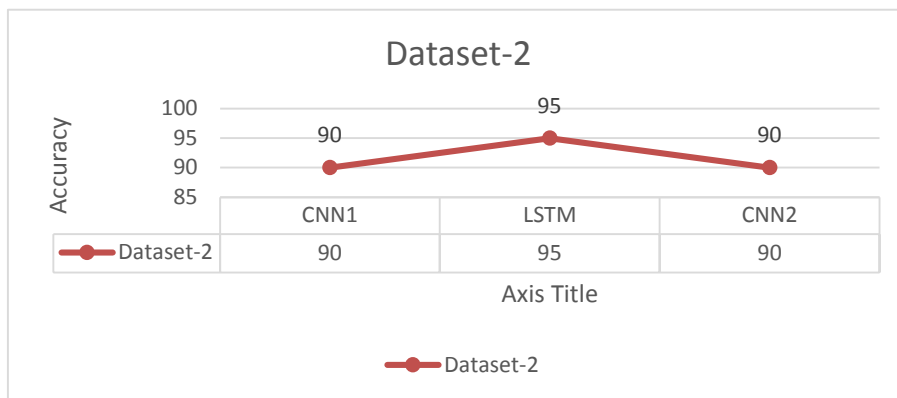 Dataset-2
Accuracy
100
95
90
85
90
95
90
CNN1 LSTM CNN2
Dataset-2 90 95 90
Axis Title
Dataset-2